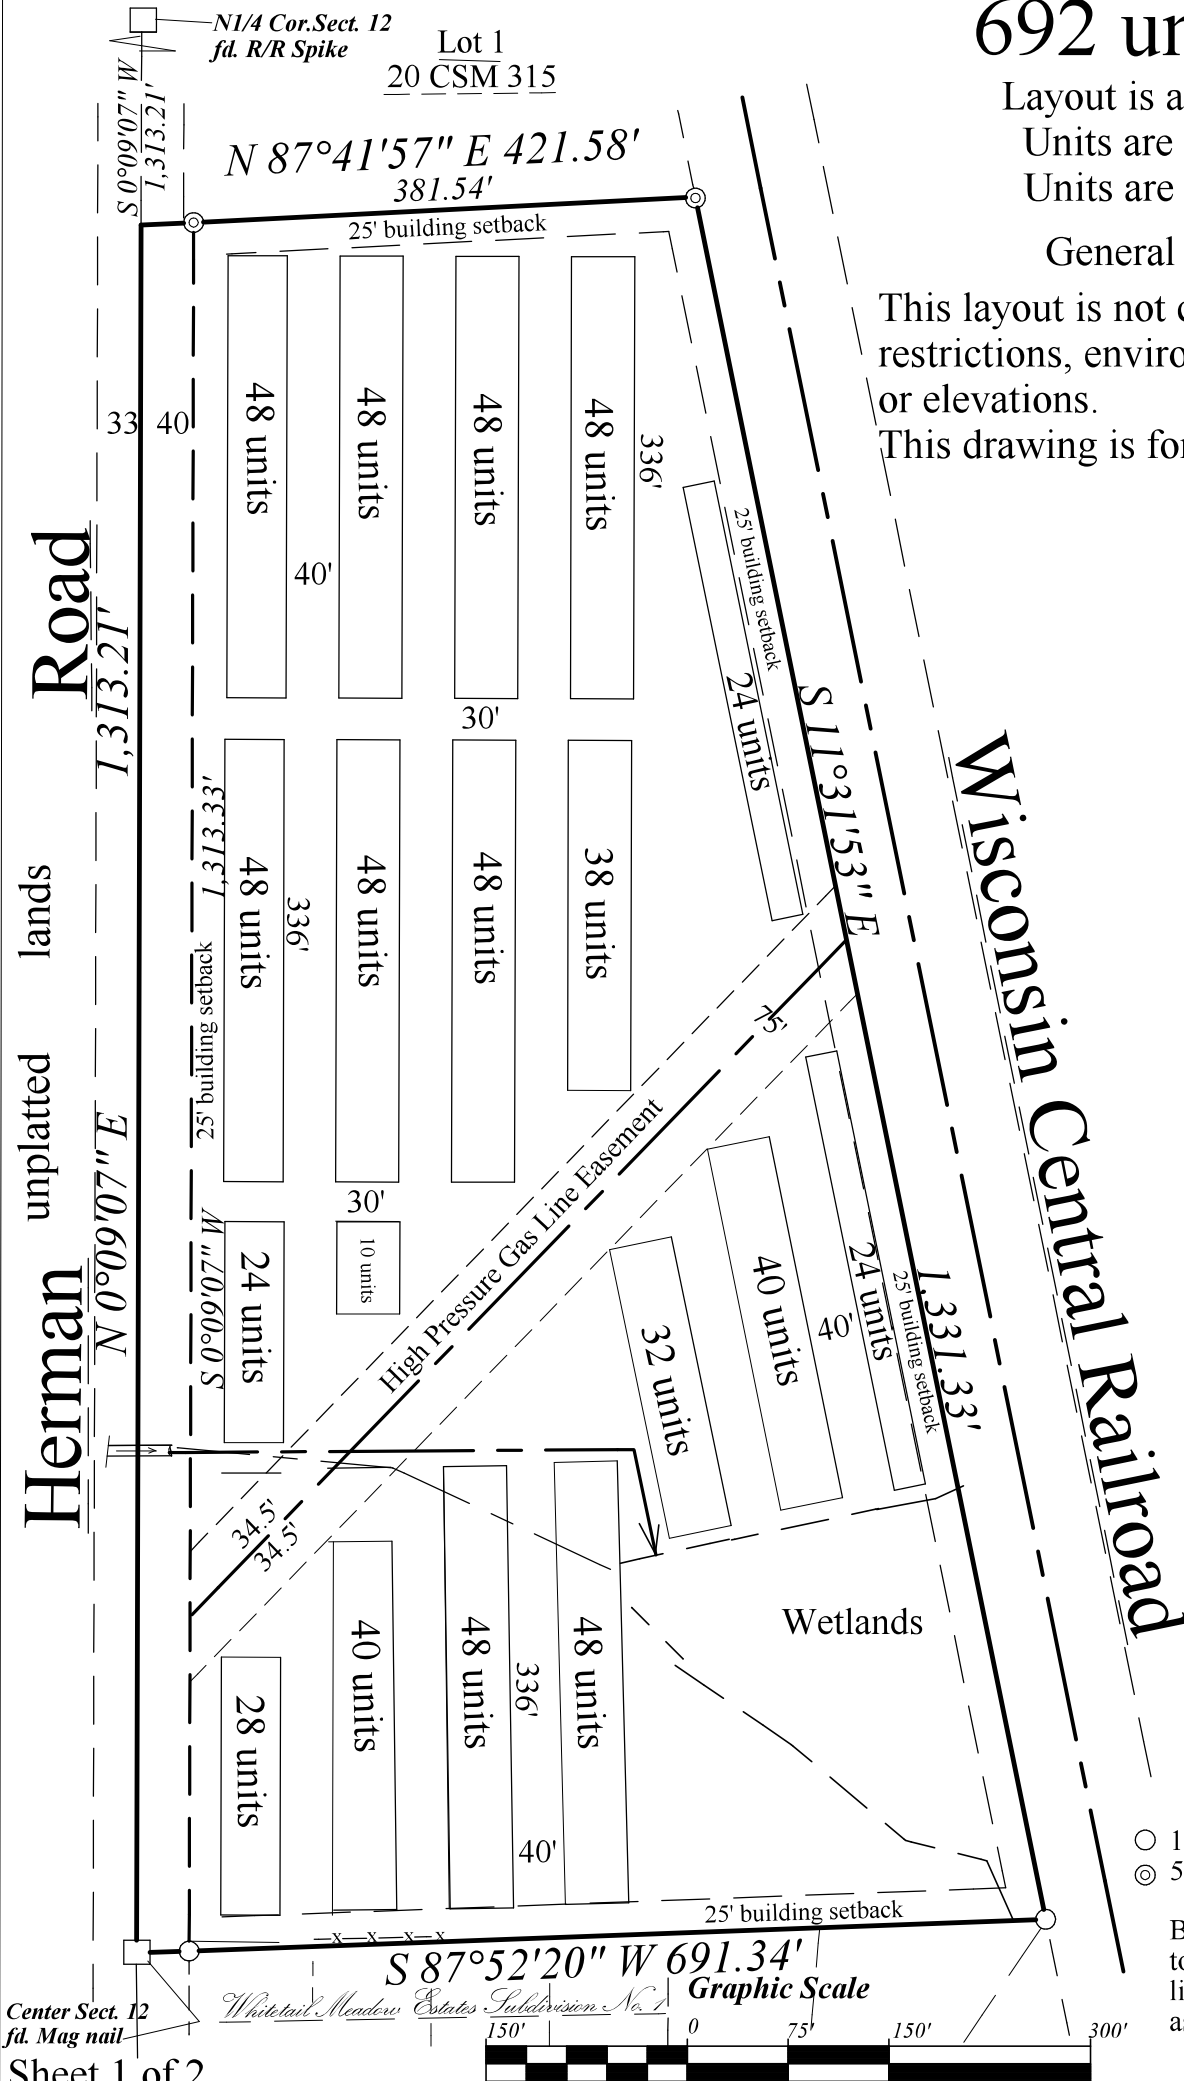 N1/4 Cor.Sect. 12
fd. R/R Spike
Lot 1
20 CSM 315
692
Layout is a
Units are
Units are
General
This layout is not
restrictions,
or elevations.
This drawing is
S 0°09'07" W
1,313.21'
N 87°41'57" E 421.58'
381.54'
25' building setback
33
40
48 units
48 units
48 units
48 units
336'
40'
30'
25' building setback
24 units
S 11°31'53" E
1,331.33'
Wisconsin Central Railroad
Herman Road
1,313.21'
N 0°09'07" E
unplatted lands
1,313.33'
S 0°09'07" W
25' building setback
48 units
336'
48 units
48 units
38 units
30'
24 units
10 units
High Pressure Gas Line Easement
75'
34.5'
34.5'
32 units
40 units
40'
24 units
25' building setback
Wetlands
28 units
40 units
48 units
336'
48 units
40'
25' building setback
x x x x
S 87°52'20" W 691.34'
Whitetail Meadow Estates Subdivision No. 1
Graphic Scale
150' 0 75' 150' 300'
Center Sect. 12
fd. Mag nail
Sheet 1 of 2
1
5